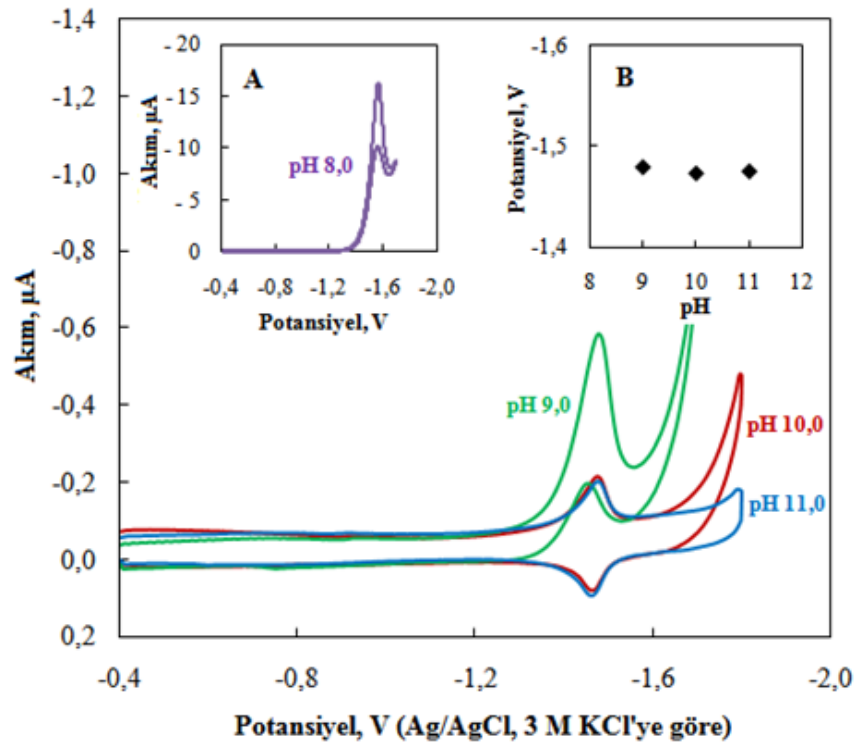 -1,4
-1,2
-1,0
-0,8
-0,6
-0,4
-0,2
0,0
0,2
Akım, µA
-0,4
-0,8
-1,2
-1,6
-2,0
Potansiyel, V (Ag/AgCl, 3 M KCl'ye göre)
A
- 20
- 15
- 10
- 5
0
Akım, µA
pH 8,0
-0,4
-0,8
-1,2
-1,6
-2,0
Potansiyel, V
B
-1,6
-1,5
-1,4
Potansiyel, V
8
9
10
11
12
pH
pH 9,0
pH 10,0
pH 11,0